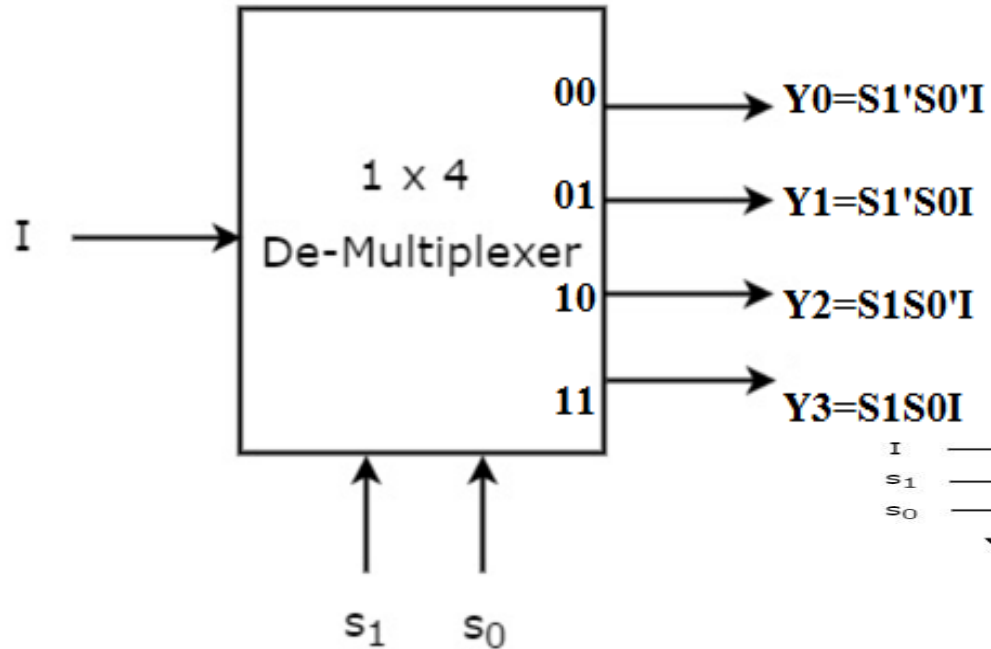 00
Y0=S1'S0'I
1 x 4
01
Y1=S1'S0I
I
De-Multiplexer
10
Y2=S1S0'I
11
Y3=S1S0I
I
s₁
s₀
s₁ s₀